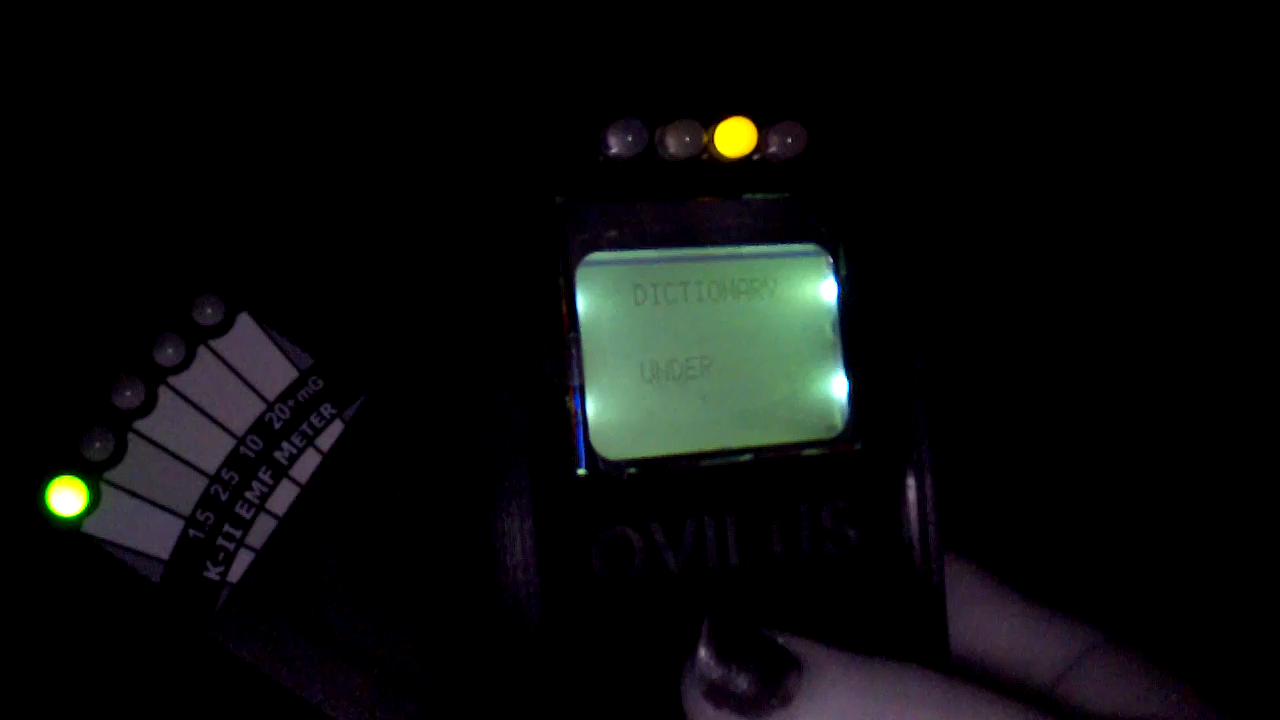 DICTIONARY
UNDER
OVILUS
1.5 2.5 10 20+ mG
K-II EMF METER